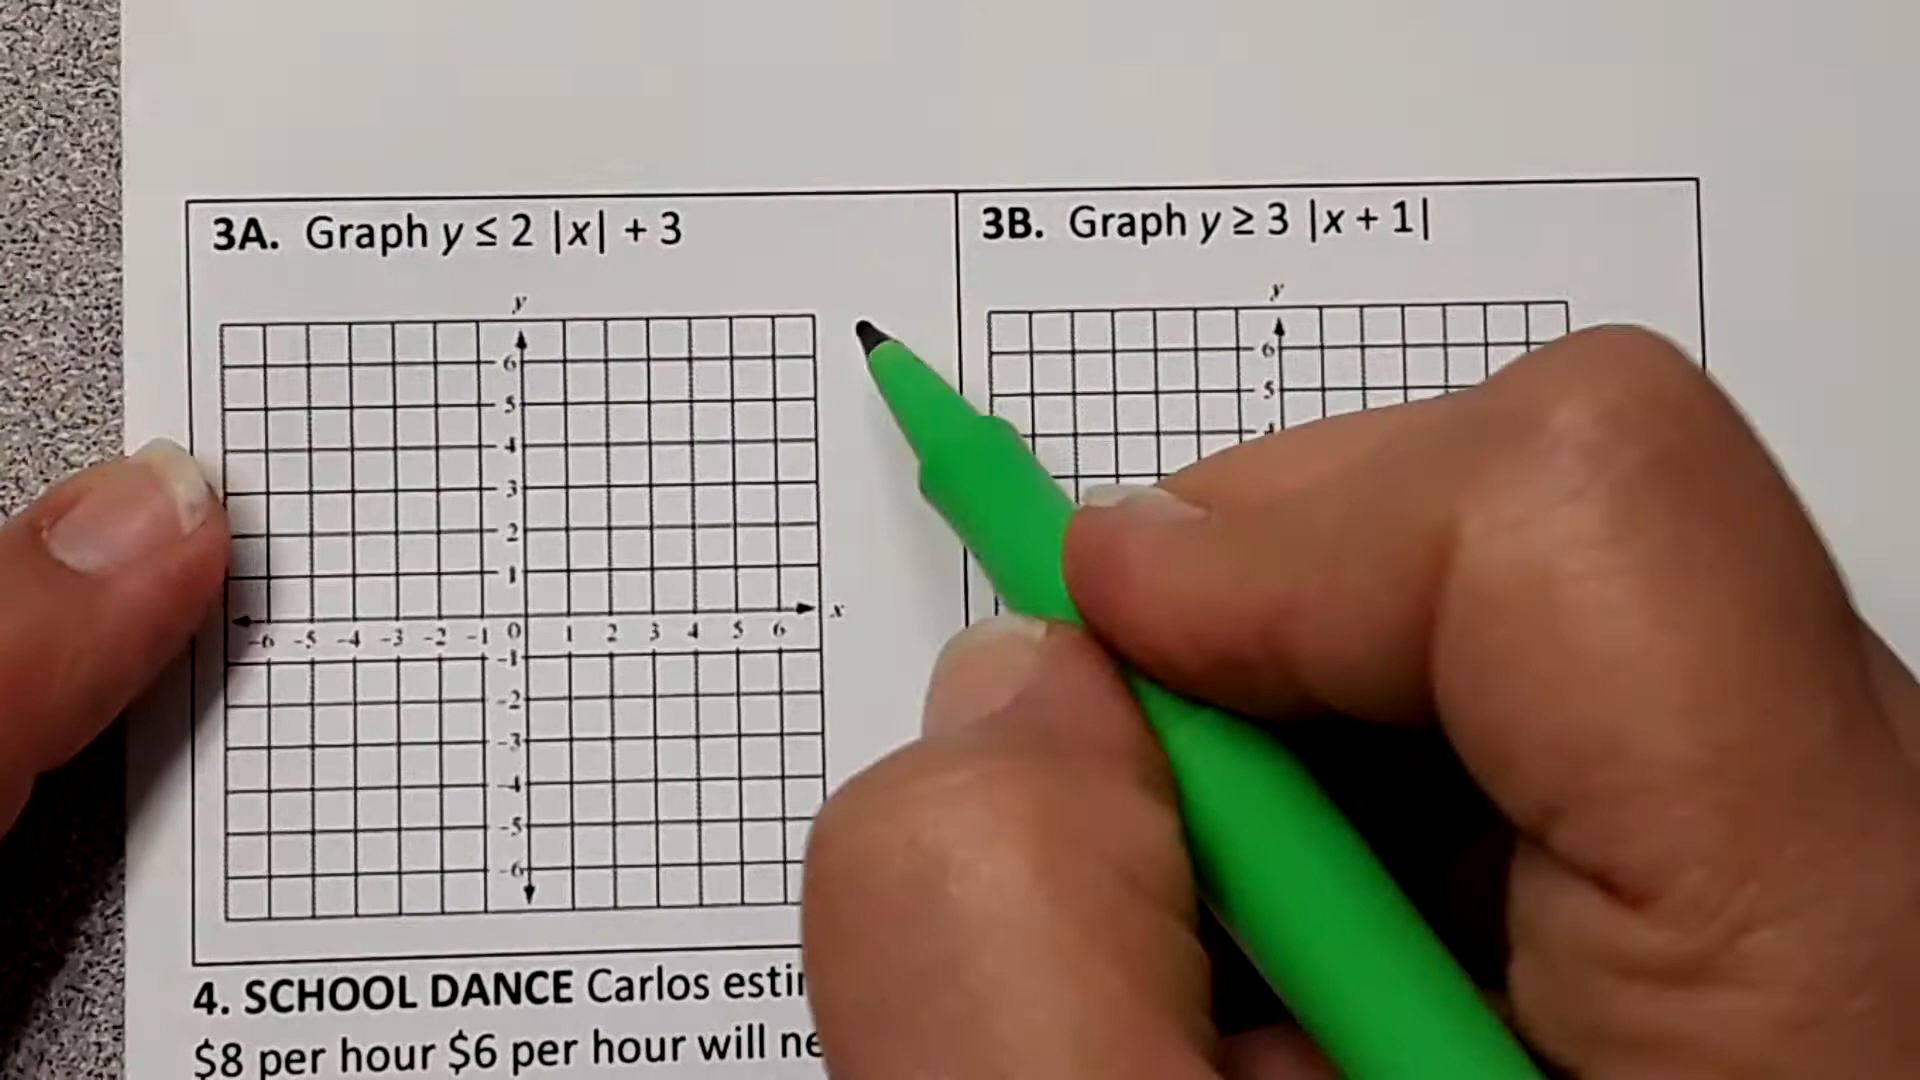 3A. Graph y ≤ 2 |x| + 3
3B. Graph y ≥ 3 |x + 1|
y
6
5
4
3
2
1
-6 -5 -4 -3 -2 -1 0 1 2 3 4 5 6 x
-1
-2
-3
-4
-5
-6
y
6
5
4. SCHOOL DANCE Carlos
$8 per hour $6 per hour will